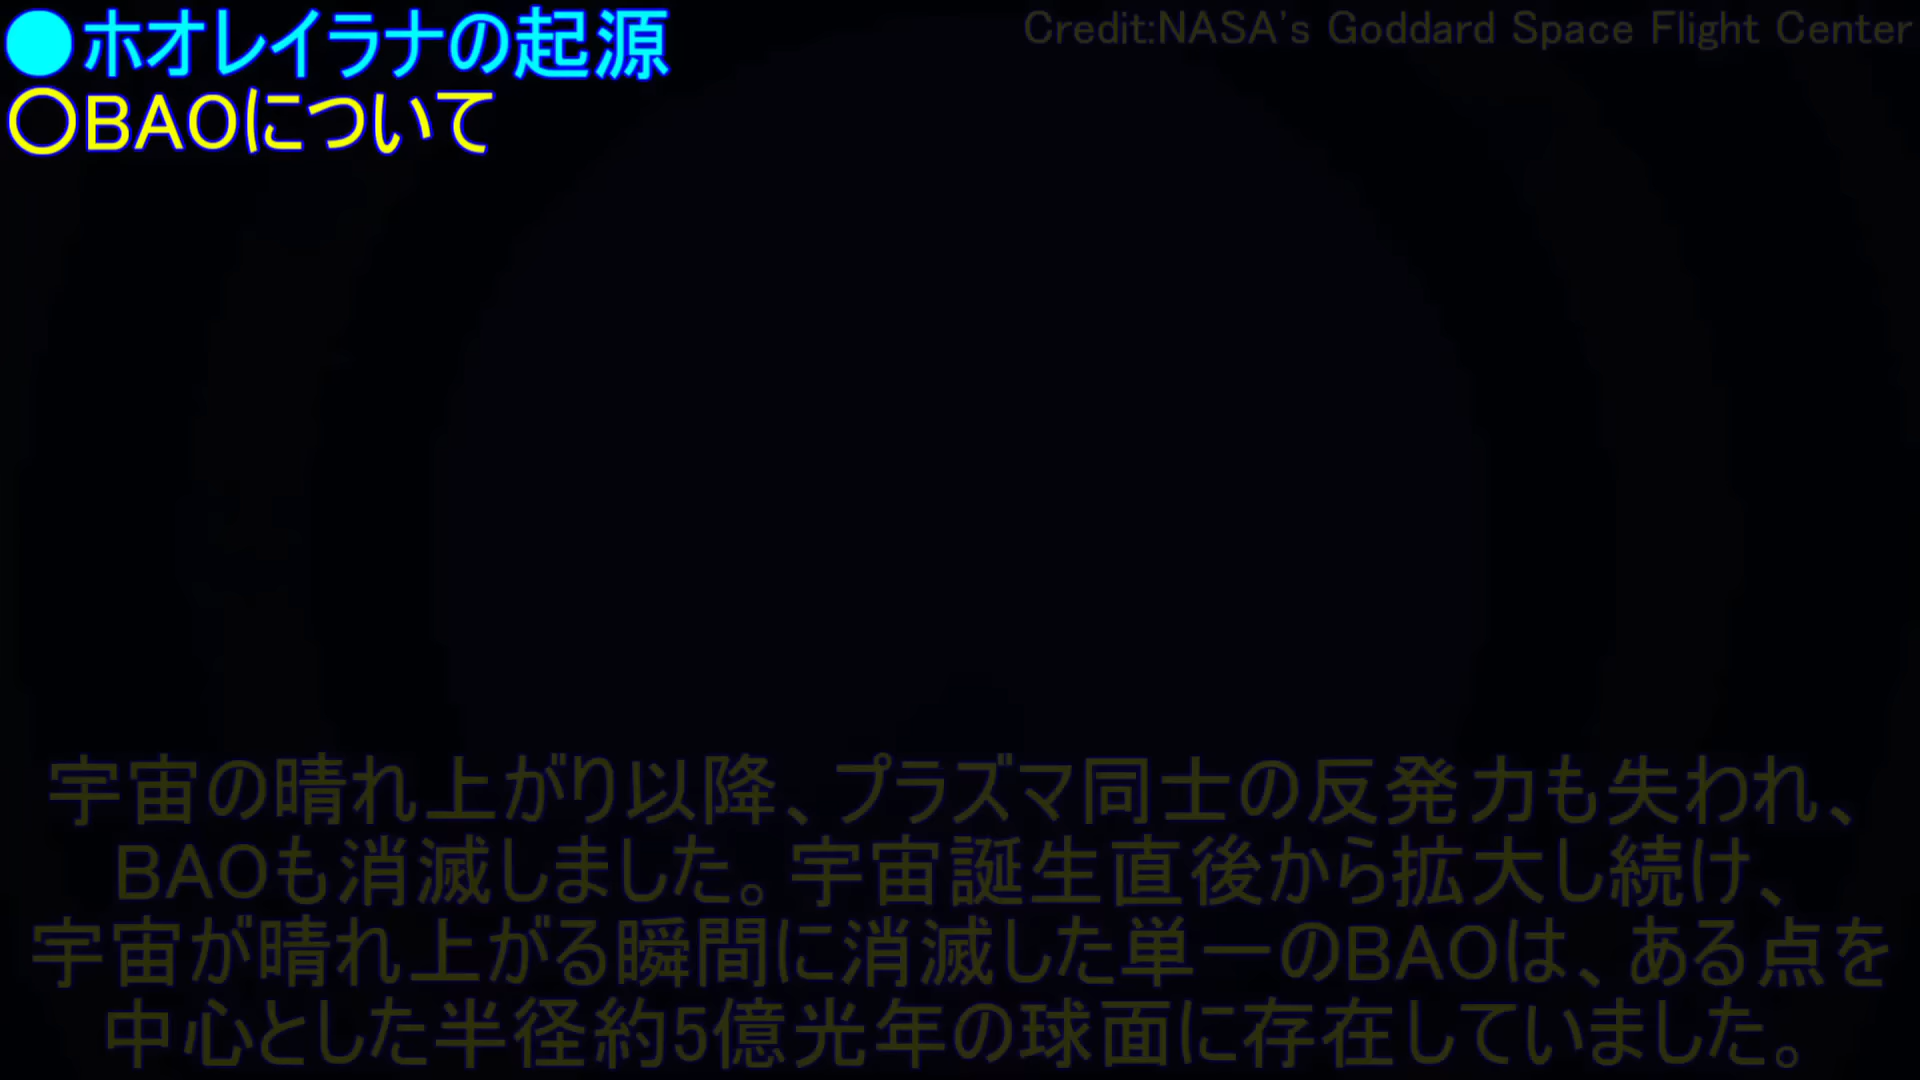 ●ホオレイラナの起源
Credit:NASA's Goddard Space Flight Center
〇BAOについて
宇宙の晴れ上がり以降、プラズマ同士の反発力も失われ、
BAOも消滅しました。宇宙誕生直後から拡大し続け、
宇宙が晴れ上がる瞬間に消滅した単一のBAOは、ある点を
中心とした半径約5億光年の球面に存在していました。